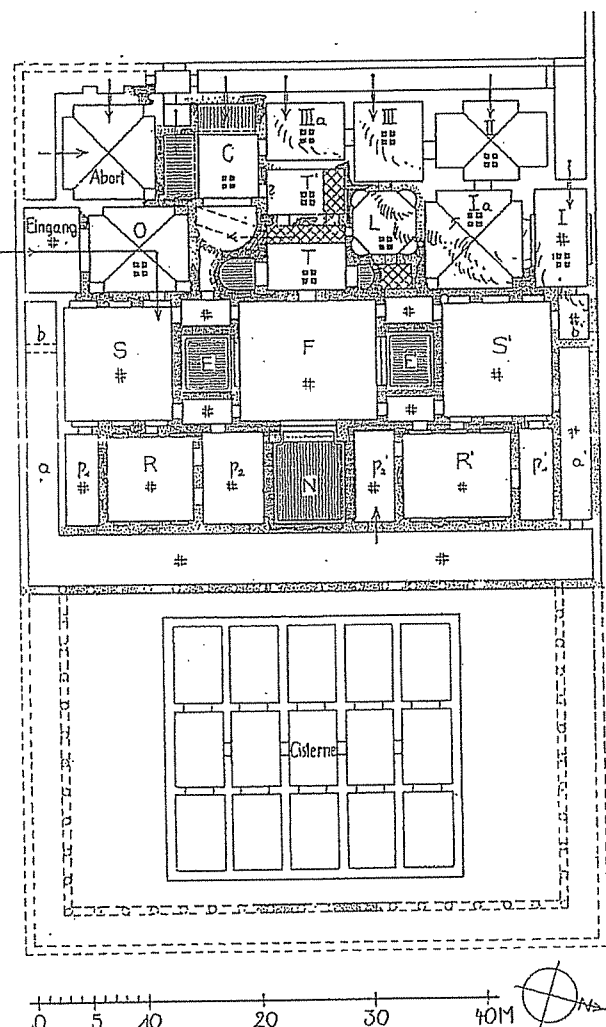 IIIa III II
C
Abort
T'
Eingang O L Ia I
T
b b'
S E F E S'
a P₁ R P₂ N P₂' R' P₁' a'
Cisterne
0 5 10 20 30 40M
N